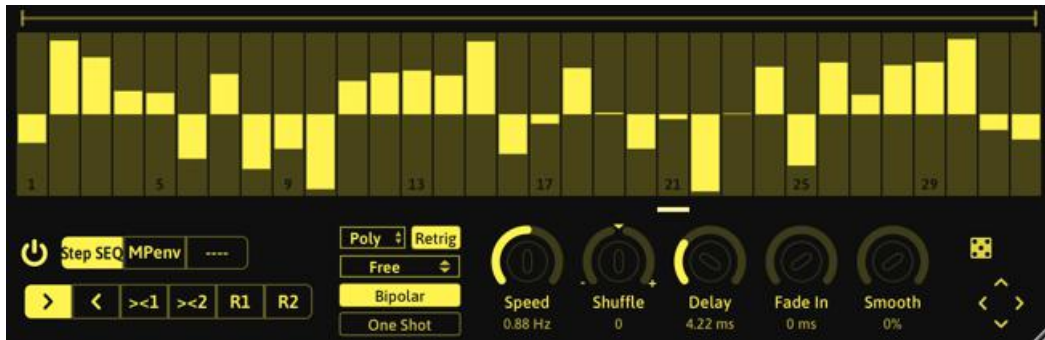 1 5 9 13 17 21 25 29
Step SEQ MPenv ----
> < ><1 ><2 R1 R2
Poly Retrig
Free
Bipolar
One Shot
- +
Speed Shuffle Delay Fade In Smooth
0.88 Hz 0 4.22 ms 0 ms 0%